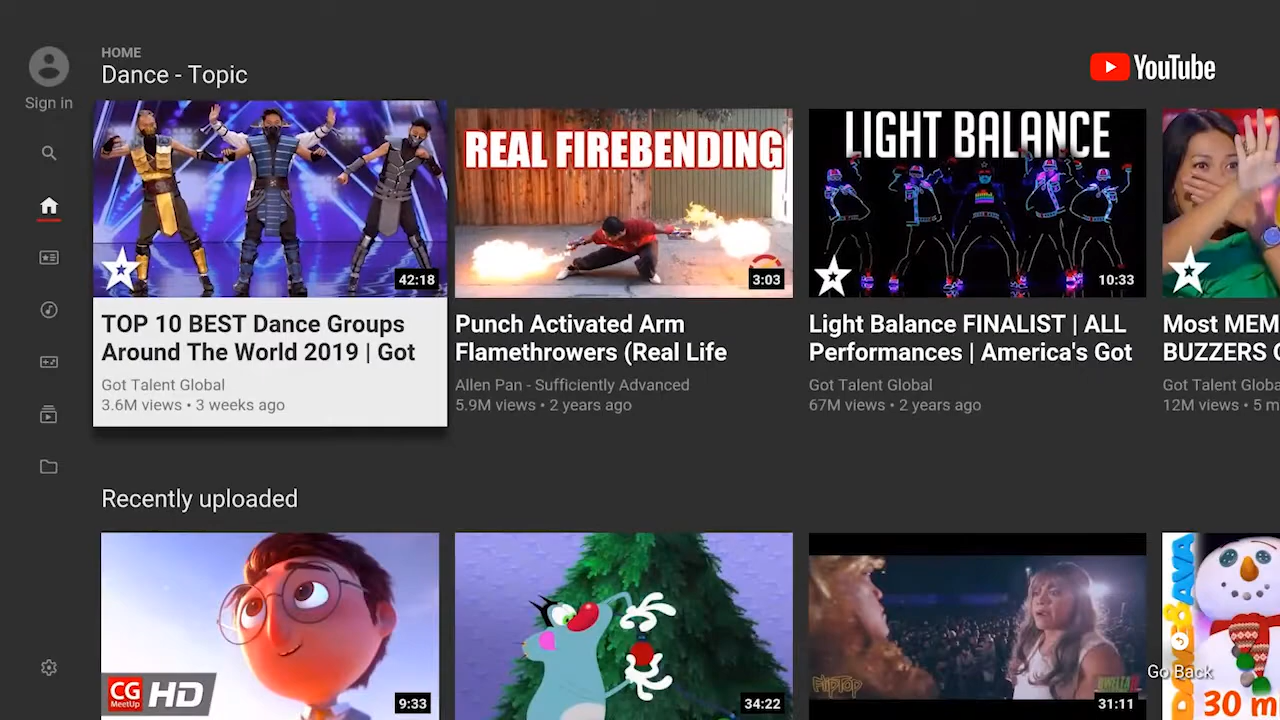 HOME
Dance - Topic
YouTube
Sign in
REAL FIREBENDING
LIGHT BALANCE
42:18
3:03
10:33
TOP 10 BEST Dance Groups
Around The World 2019 | Got
Got Talent Global
3.6M views • 3 weeks ago
Punch Activated Arm
Flamethrowers (Real Life
Allen Pan - Sufficiently Advanced
5.9M views • 2 years ago
Light Balance FINALIST | ALL
Performances | America's Got
Got Talent Global
67M views • 2 years ago
Most MEM
BUZZERS
Got Talent Globa
12M views • 5 m
Recently uploaded
CG
MeetUp
HD
9:33
34:22
HipTop
31:11
Go Back
30 m